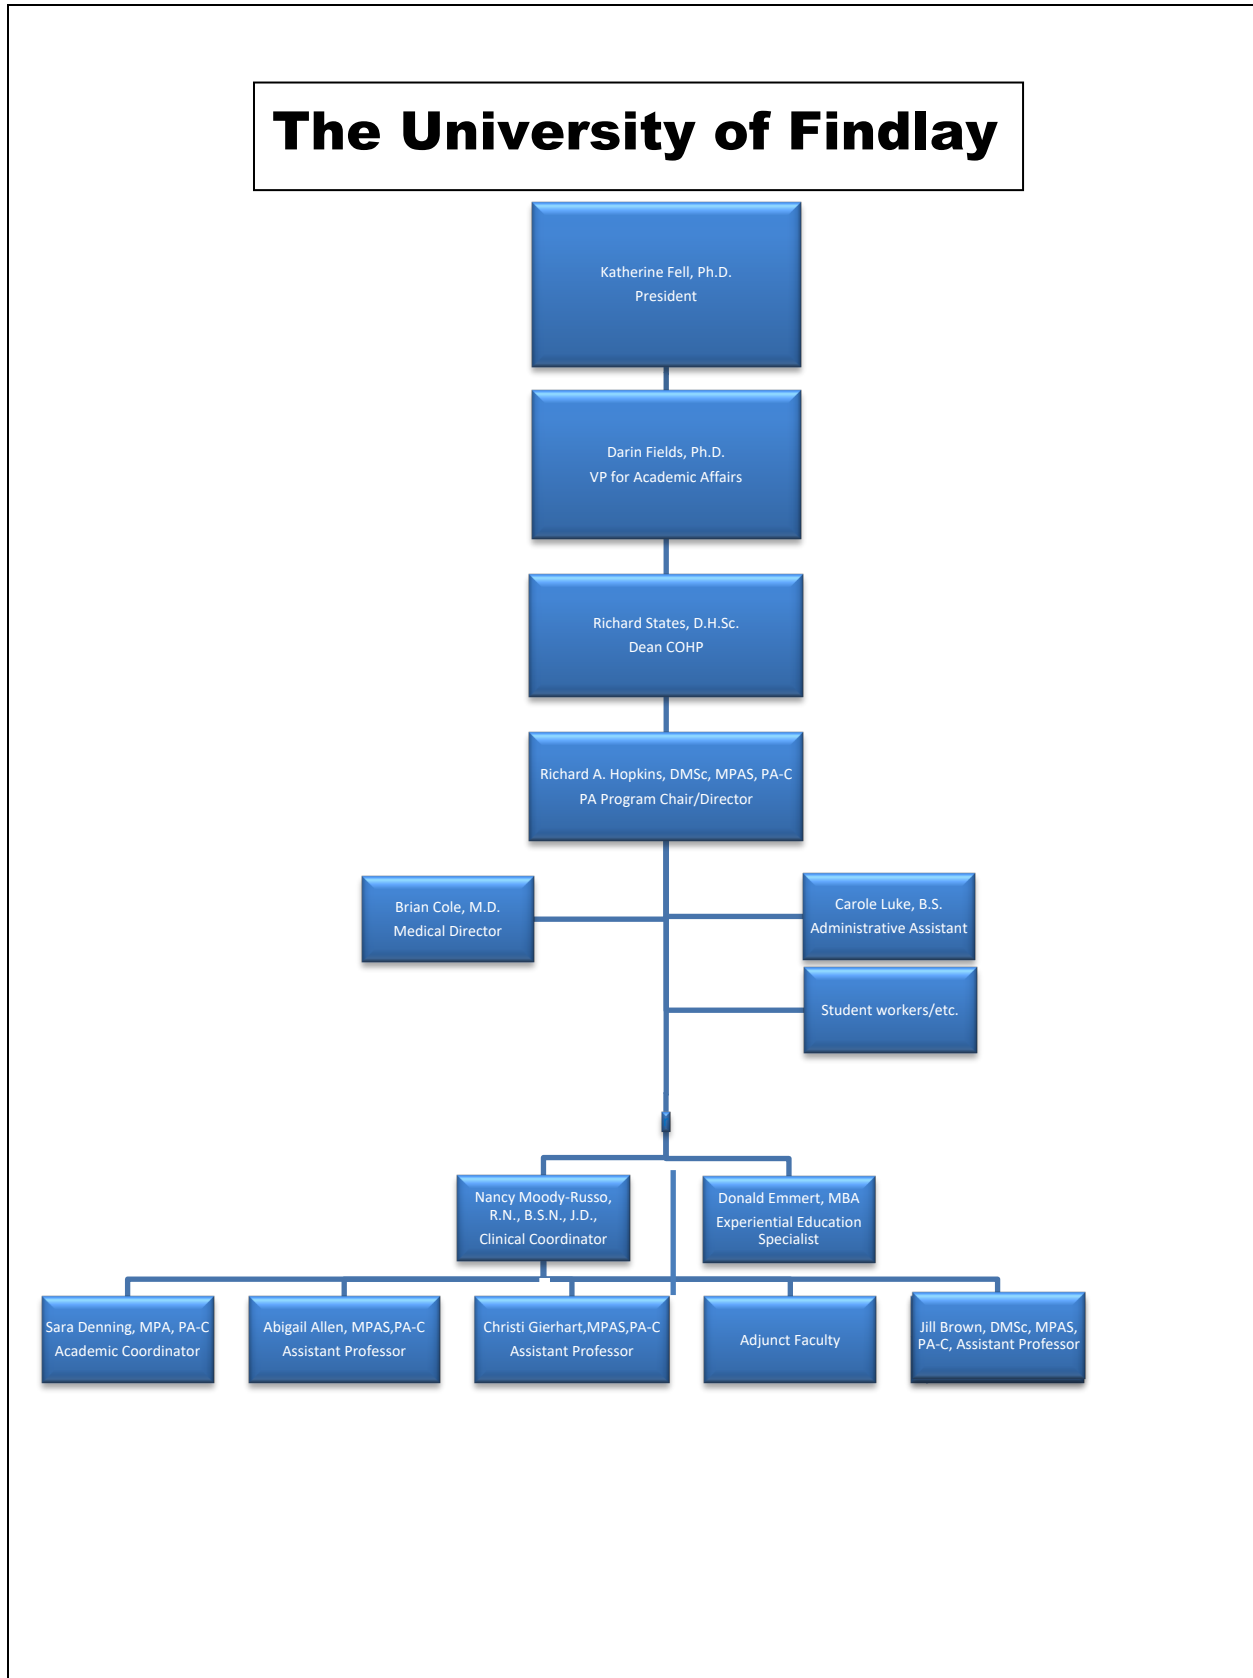 The University of Findlay
Katherine Fell, Ph.D.
President
Darin Fields, Ph.D.
VP for Academic Affairs
Richard States, D.H.Sc.
Dean COHP
Richard A. Hopkins, DMSc, MPAS, PA-C
PA Program Chair/Director
Brian Cole, M.D.
Medical Director
Carole Luke, B.S.
Administrative Assistant
Student workers/etc.
Nancy Moody-Russo,
R.N., B.S.N., J.D.,
Clinical Coordinator
Donald Emmert, MBA
Experiential Education
Specialist
Sara Denning, MPA, PA-C
Academic Coordinator
Abigail Allen, MPAS,PA-C
Assistant Professor
Christi Gierhart,MPAS,PA-C
Assistant Professor
Adjunct Faculty
Jill Brown, DMSc, MPAS,
PA-C, Assistant Professor